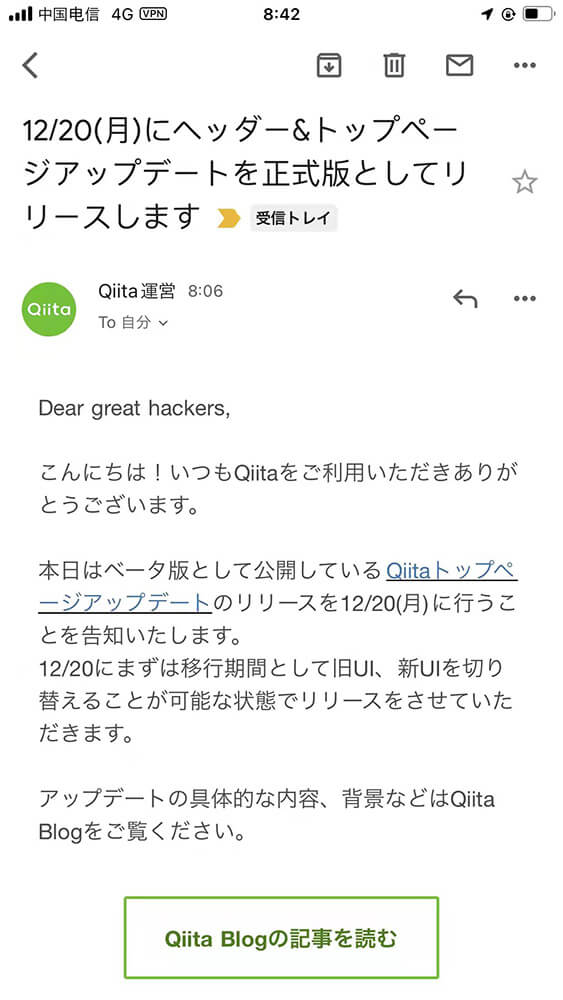 中国电信 4G VPN 8:42
12/20(月)にヘッダー&トップペー
ジアップデートを正式版としてリ
リースします 受信トレイ
Qiita
Qiita運営 8:06
To 自分
Dear great hackers,
こんにちは！いつもQiitaをご利用いただきありが
とうございます。
本日はベータ版として公開しているQiitaトップペ
ージアップデートのリリースを12/20(月)に行うこ
とを告知いたします。
12/20にまずは移行期間として旧UI、新UIを切り
替えることが可能な状態でリリースをさせていた
だきます。
アップデートの具体的な内容、背景などはQiita
Blogをご覧ください。
Qiita Blogの記事を読む